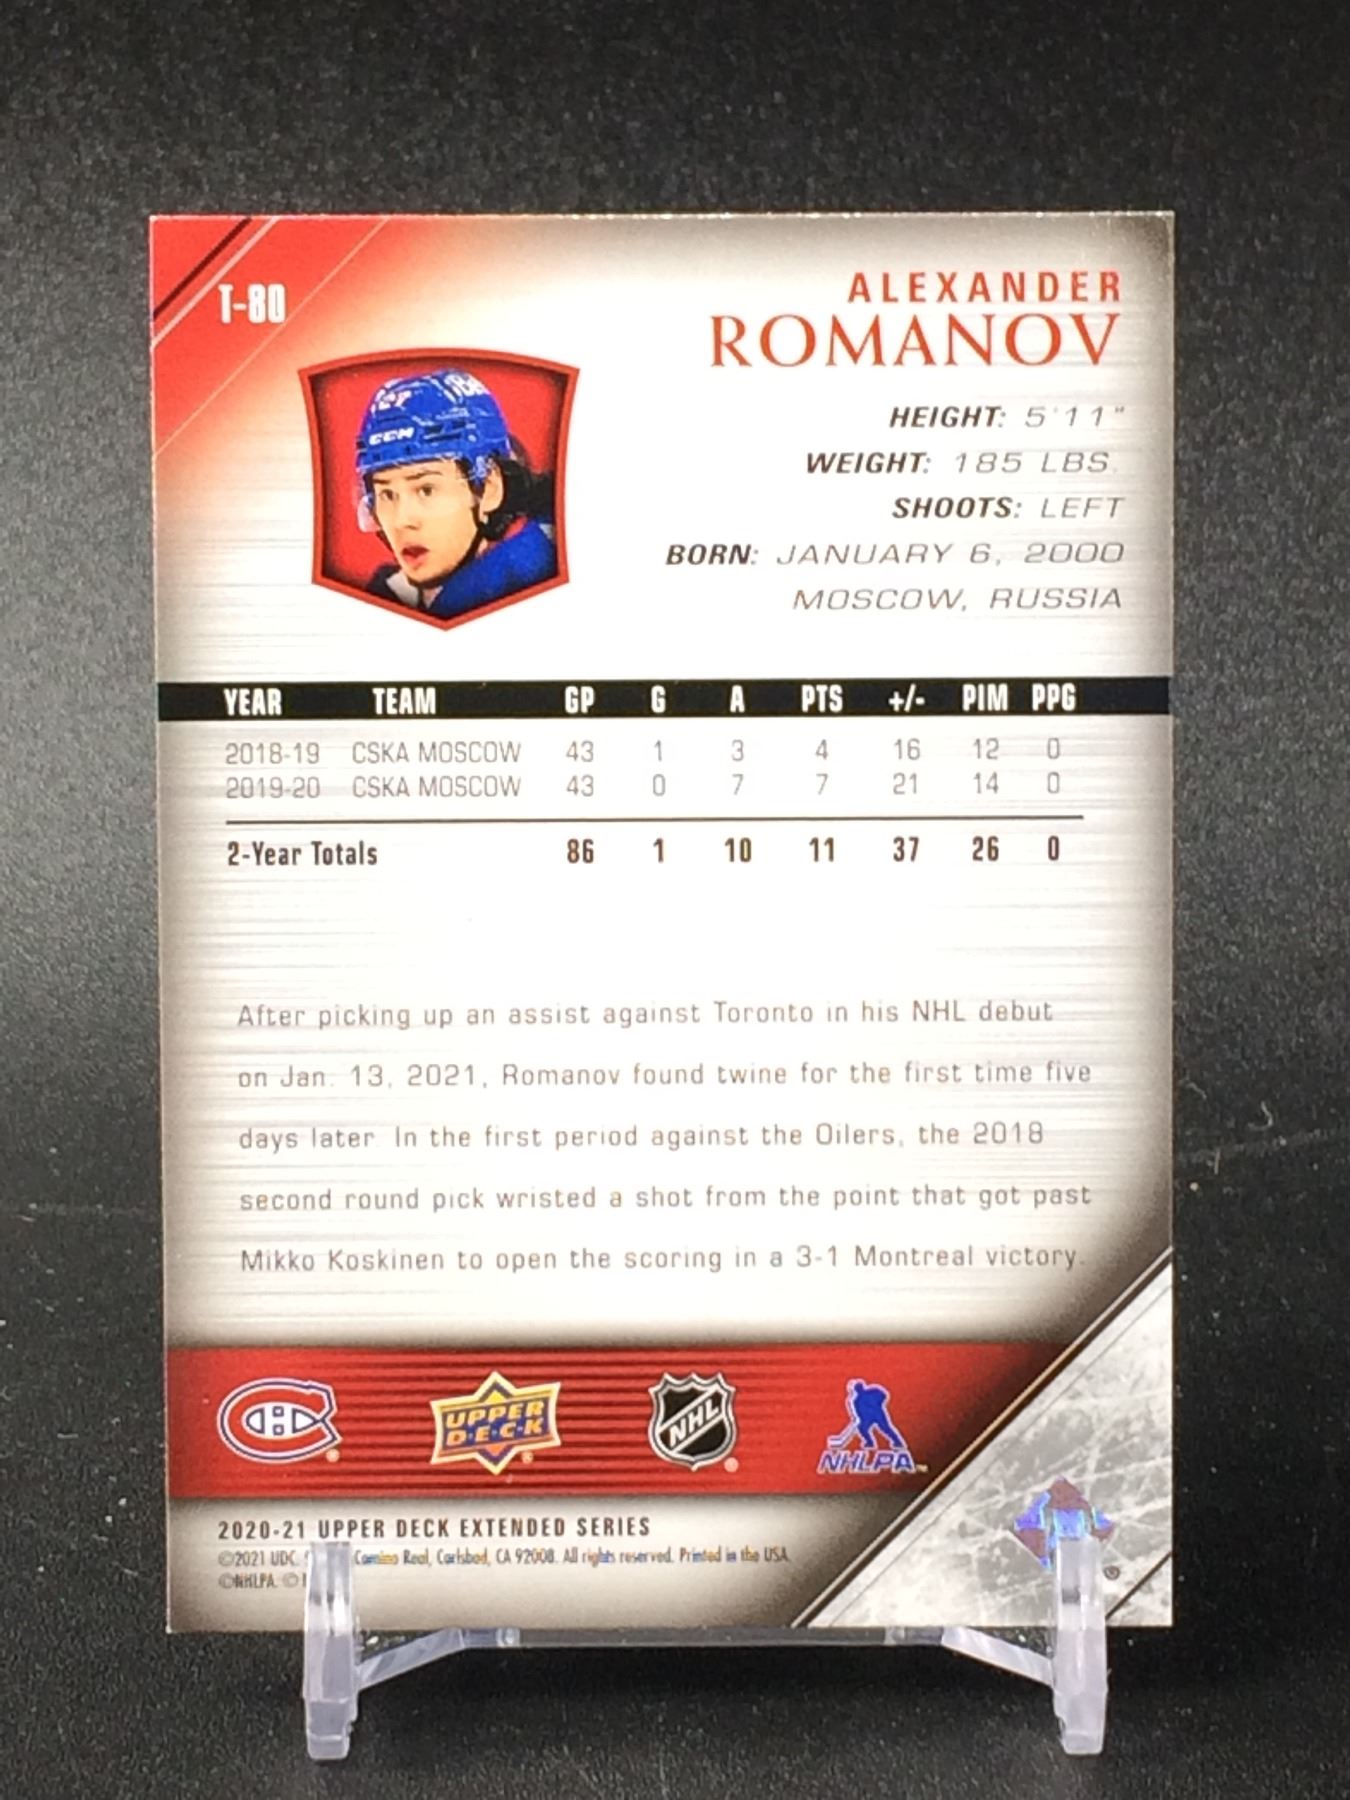 T-80
ALEXANDER
ROMANOV
CCM
HEIGHT: 5'11"
WEIGHT: 185 LBS.
SHOOTS: LEFT
BORN: JANUARY 6, 2000
MOSCOW, RUSSIA
YEAR TEAM GP G A PTS +/- PIM PPG
2018-19 CSKA MOSCOW 43 1 3 4 16 12 0
2019-20 CSKA MOSCOW 43 0 7 7 21 14 0
2-Year Totals 86 1 10 11 37 26 0
After picking up an assist against Toronto in his NHL debut
on Jan. 13, 2021, Romanov found twine for the first time five
days later. In the first period against the Oilers, the 2018
second round pick wristed a shot from the point that got past
Mikko Koskinen to open the scoring in a 3-1 Montreal victory.
CH
UPPER
D·E·C·K
NHL
NHLPA
2020-21 UPPER DECK EXTENDED SERIES
©2021 UDC. Camino Real, Carlsbad, CA 92008. All rights reserved. Printed in the USA.
©NHLPA. ©